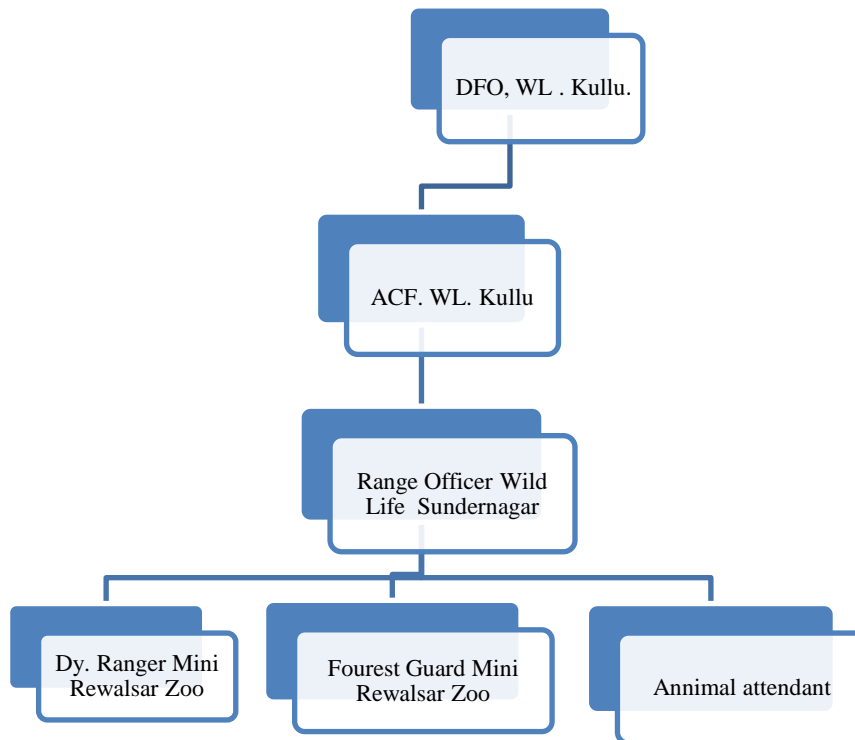 DFO, WL . Kullu.
ACF. WL. Kullu
Range Officer Wild
Life Sundernagar
Dy. Ranger Mini
Rewalsar Zoo
Fourest Guard Mini
Rewalsar Zoo
Annimal attendant